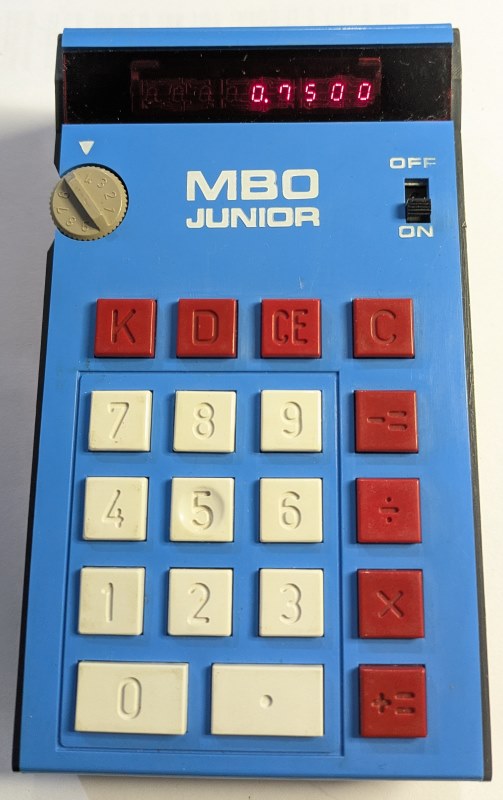 0.7500
MBO
JUNIOR
OFF
ON
K D CE C
7 8 9 -=
4 5 6 ÷
1 2 3 ×
0 . +=